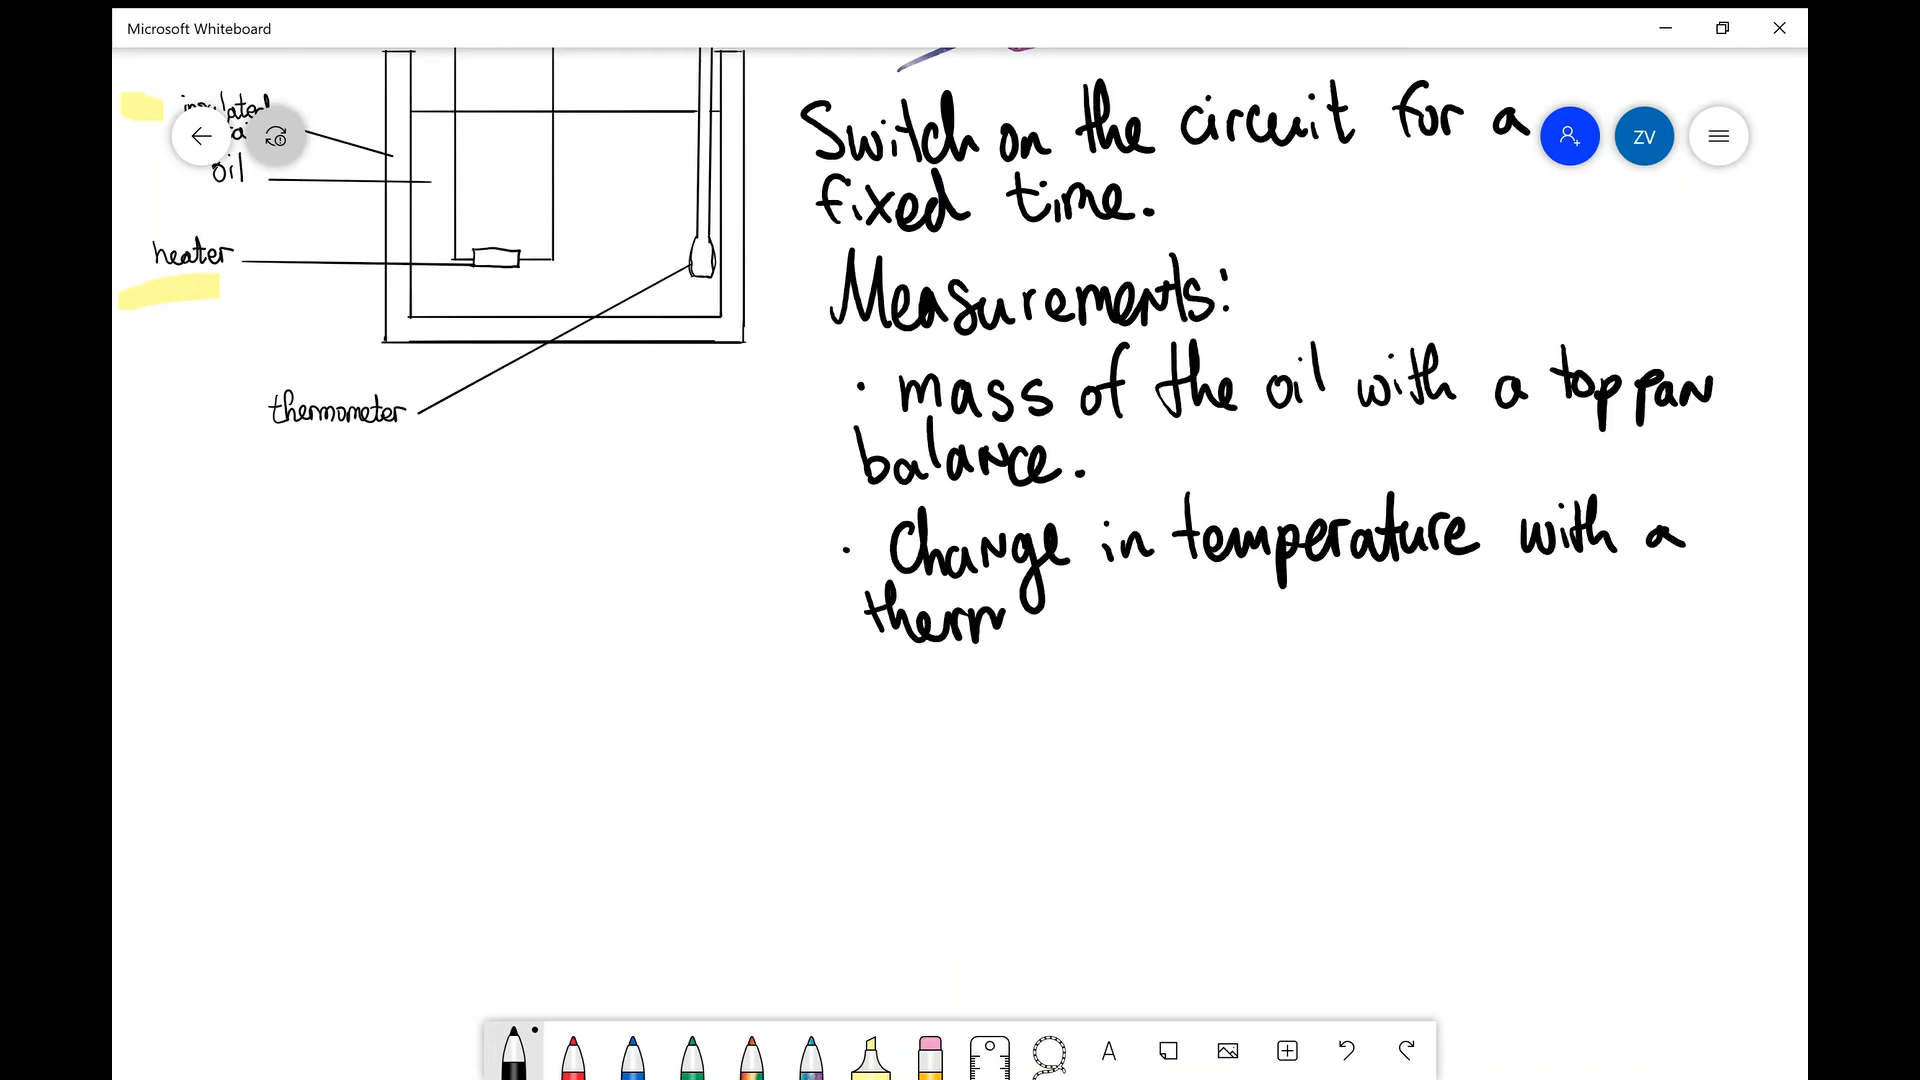 Microsoft Whiteboard
insulated
oil
heater
thermometer
Switch on the circuit for a
fixed time.
Measurements:
· mass of the oil with a top pan
balance.
· Change in temperature with a
therm
ZV